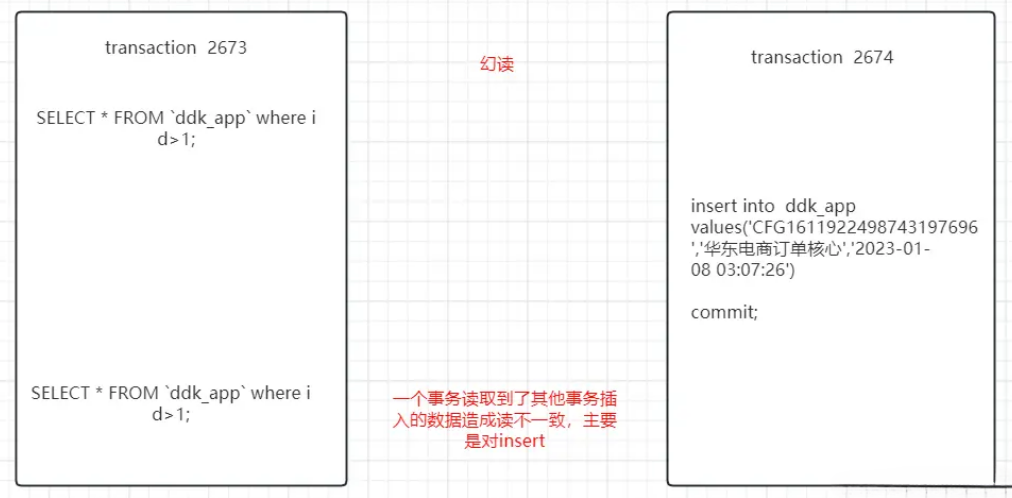 transaction 2673
幻读
transaction 2674
SELECT * FROM `ddk_app` where i
d>1;
insert into ddk_app
values('CFG1611922498743197696
','华东电商订单核心','2023-01-
08 03:07:26')
commit;
SELECT * FROM `ddk_app` where i
d>1;
一个事务读取到了其他事务插
入的数据造成读不一致，主要
是对insert